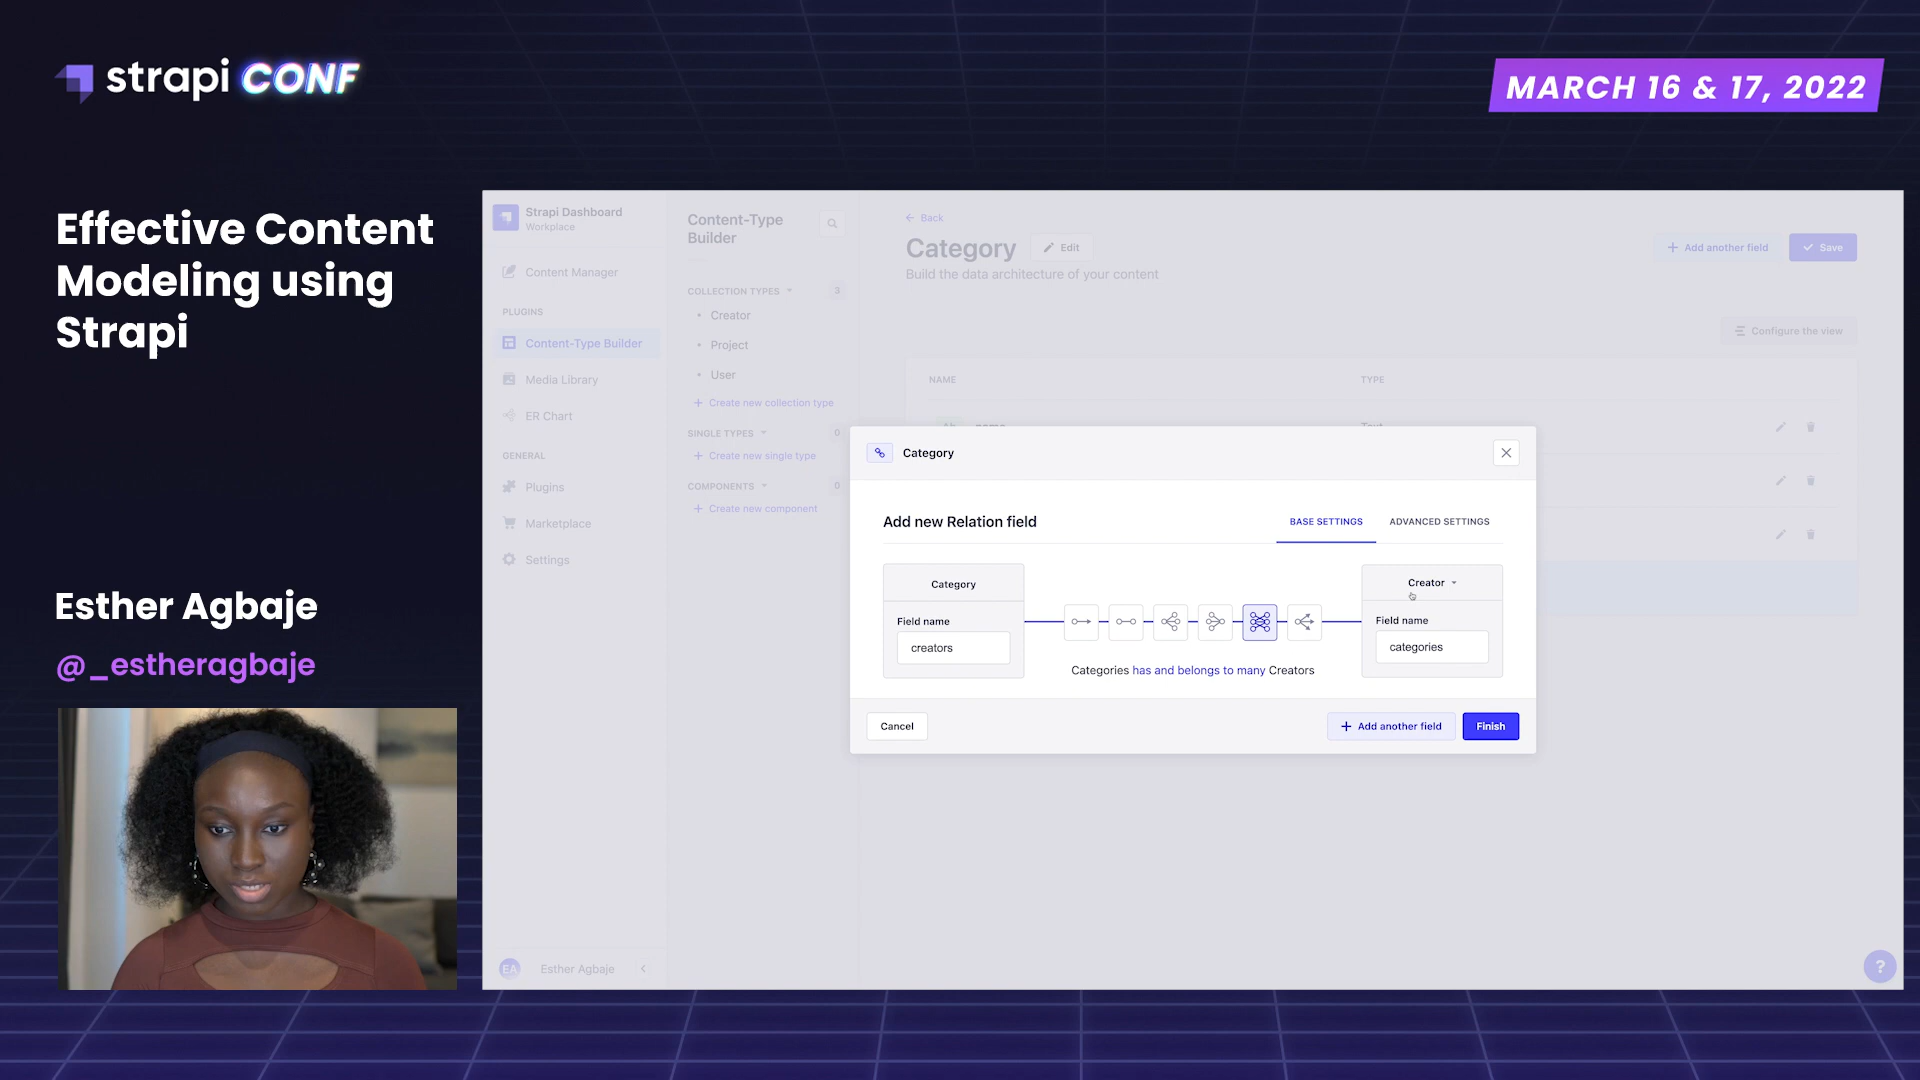 strapi CONF
MARCH 16 & 17, 2022
Effective Content
Modeling using
Strapi
Esther Agbaje
@_estheragbaje
Strapi Dashboard
Workplace
Content Manager
PLUGINS
Content-Type Builder
Media Library
ER Chart
GENERAL
Plugins
Marketplace
Settings
EA
Esther Agbaje
Content-Type
Builder
COLLECTION TYPES
3
Creator
Project
User
+ Create new collection type
SINGLE TYPES
0
+ Create new single type
COMPONENTS
0
+ Create new component
Back
Category
Edit
Build the data architecture of your content
+ Add another field
Save
Configure the view
NAME
TYPE
Category
Add new Relation field
BASE SETTINGS
ADVANCED SETTINGS
Category
Field name
creators
Categories has and belongs to many Creators
Creator
Field name
categories
Cancel
+ Add another field
Finish
?